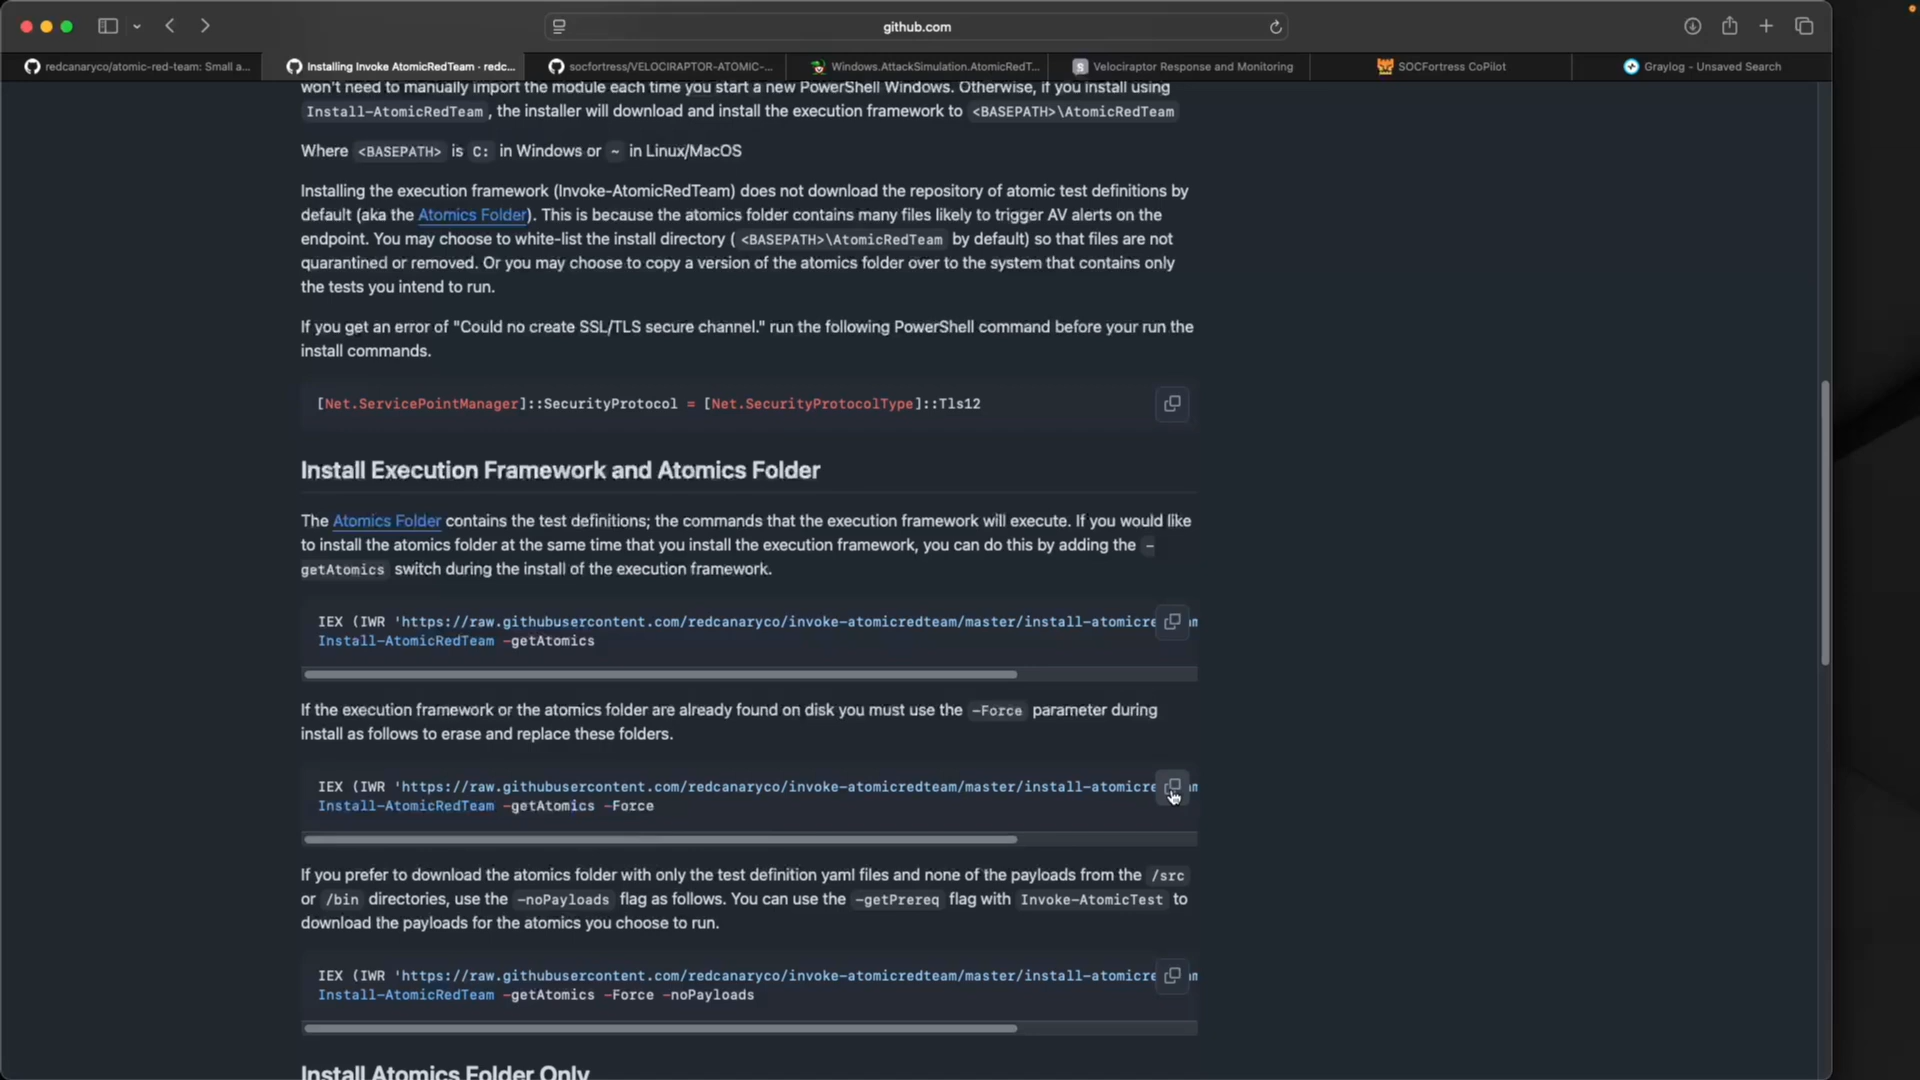 github.com
redcanaryco/atomic-red-team: Small a...
Installing Invoke AtomicRedTeam · redc...
socfortress/VELOCIRAPTOR-ATOMIC-...
Windows.AttackSimulation.AtomicRedT...
Velociraptor Response and Monitoring
SOCFortress CoPilot
Graylog - Unsaved Search
won't need to manually import the module each time you start a new PowerShell Windows. Otherwise, if you install using
Install-AtomicRedTeam , the installer will download and install the execution framework to <BASEPATH>\AtomicRedTeam
Where <BASEPATH> is C: in Windows or ~ in Linux/MacOS
Installing the execution framework (Invoke-AtomicRedTeam) does not download the repository of atomic test definitions by
default (aka the Atomics Folder). This is because the atomics folder contains many files likely to trigger AV alerts on the
endpoint. You may choose to white-list the install directory ( <BASEPATH>\AtomicRedTeam by default) so that files are not
quarantined or removed. Or you may choose to copy a version of the atomics folder over to the system that contains only
the tests you intend to run.
If you get an error of "Could no create SSL/TLS secure channel." run the following PowerShell command before your run the
install commands.
[Net.ServicePointManager]::SecurityProtocol = [Net.SecurityProtocolType]::Tls12
Install Execution Framework and Atomics Folder
The Atomics Folder contains the test definitions; the commands that the execution framework will execute. If you would like
to install the atomics folder at the same time that you install the execution framework, you can do this by adding the -
getAtomics switch during the install of the execution framework.
IEX (IWR 'https://raw.githubusercontent.com/redcanaryco/invoke-atomicredteam/master/install-atomicre
Install-AtomicRedTeam -getAtomics
If the execution framework or the atomics folder are already found on disk you must use the -Force parameter during
install as follows to erase and replace these folders.
IEX (IWR 'https://raw.githubusercontent.com/redcanaryco/invoke-atomicredteam/master/install-atomicre
Install-AtomicRedTeam -getAtomics -Force
If you prefer to download the atomics folder with only the test definition yaml files and none of the payloads from the /src
or /bin directories, use the -noPayloads flag as follows. You can use the -getPrereq flag with Invoke-AtomicTest to
download the payloads for the atomics you choose to run.
IEX (IWR 'https://raw.githubusercontent.com/redcanaryco/invoke-atomicredteam/master/install-atomicre
Install-AtomicRedTeam -getAtomics -Force -noPayloads
Install Atomics Folder Only